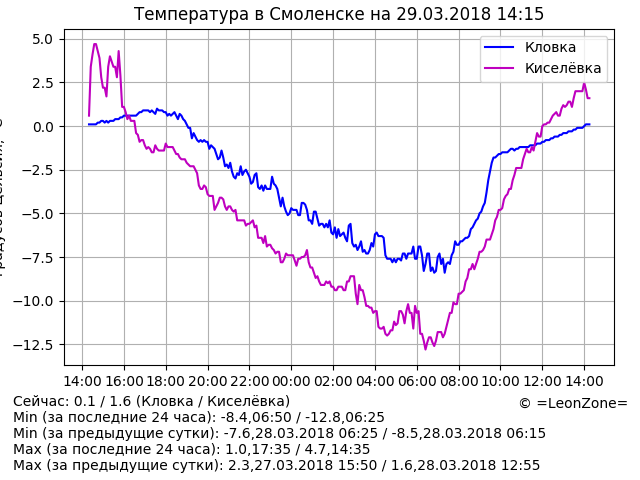 Температура в Смоленске на 29.03.2018 14:15
5.0
2.5
0.0
−2.5
−5.0
−7.5
−10.0
−12.5
Кловка
Киселёвка
14:00 16:00 18:00 20:00 22:00 00:00 02:00 04:00 06:00 08:00 10:00 12:00 14:00
Сейчас: 0.1 / 1.6 (Кловка / Киселёвка)
© =LeonZone=
Min (за последние 24 часа): -8.4,06:50 / -12.8,06:25
Min (за предыдущие сутки): -7.6,28.03.2018 06:25 / -8.5,28.03.2018 06:15
Max (за последние 24 часа): 1.0,17:35 / 4.7,14:35
Max (за предыдущие сутки): 2.3,27.03.2018 15:50 / 1.6,28.03.2018 12:55